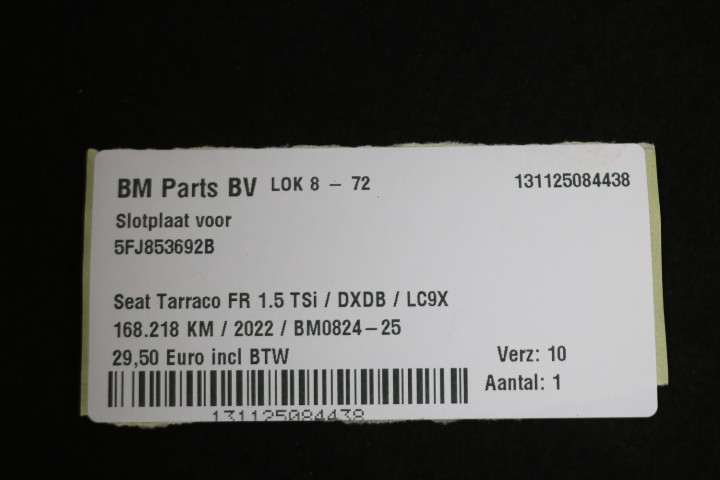 BM Parts BV LOK 8 - 72 131125084438
Slotplaat voor
5FJ853692B
Seat Tarraco FR 1.5 TSi / DXDB / LC9X
168.218 KM / 2022 / BM0824-25
29,50 Euro incl BTW Verz: 10
Aantal: 1
131125084438